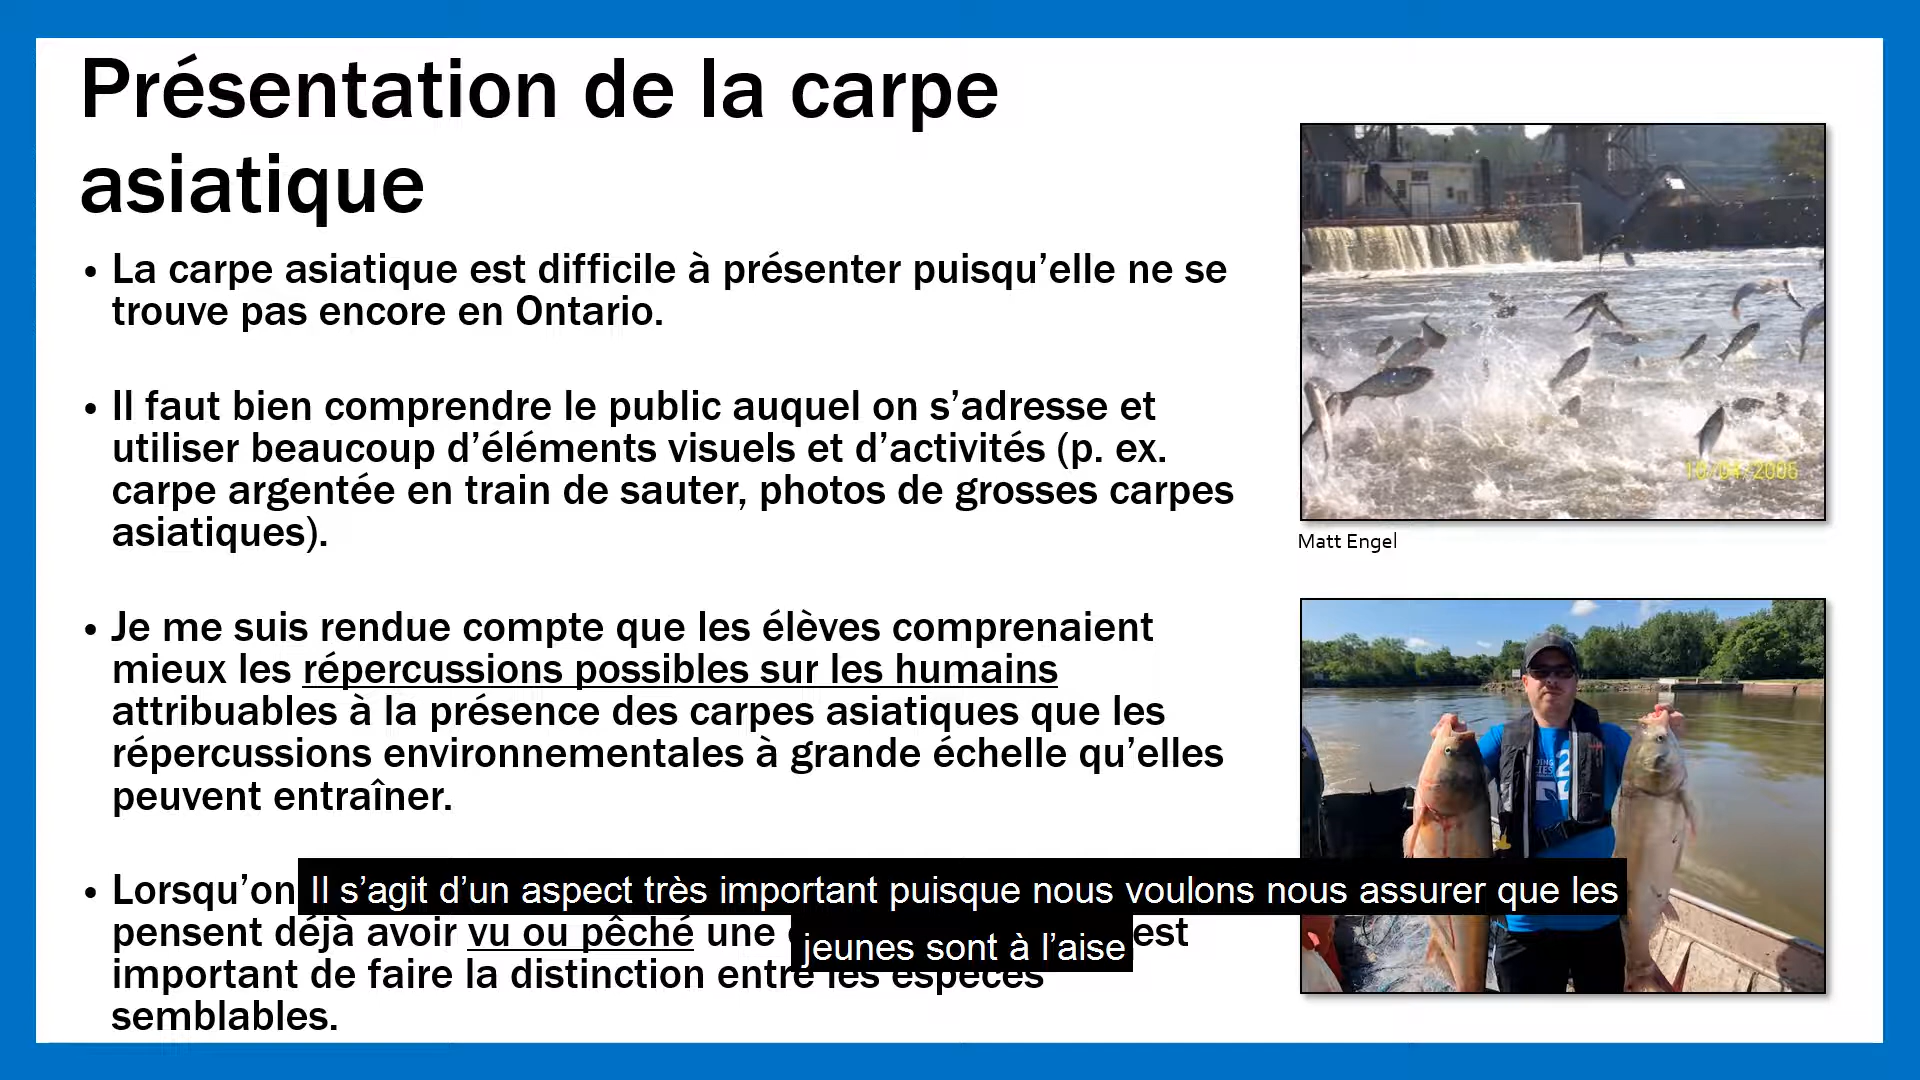 Présentation de la carpe
asiatique
• La carpe asiatique est difficile à présenter puisqu’elle ne se
trouve pas encore en Ontario.
• Il faut bien comprendre le public auquel on s’adresse et
utiliser beaucoup d’éléments visuels et d’activités (p. ex.
carpe argentée en train de sauter, photos de grosses carpes
asiatiques).
• Je me suis rendue compte que les élèves comprenaient
mieux les répercussions possibles sur les humains
attribuables à la présence des carpes asiatiques que les
répercussions environnementales à grande échelle qu’elles
peuvent entraîner.
• Lorsqu’on
pensent déjà avoir vu ou pêché une est
important de faire la distinction entre les espèces
semblables.
Matt Engel
Il s’agit d’un aspect très important puisque nous voulons nous assurer que les
jeunes sont à l’aise